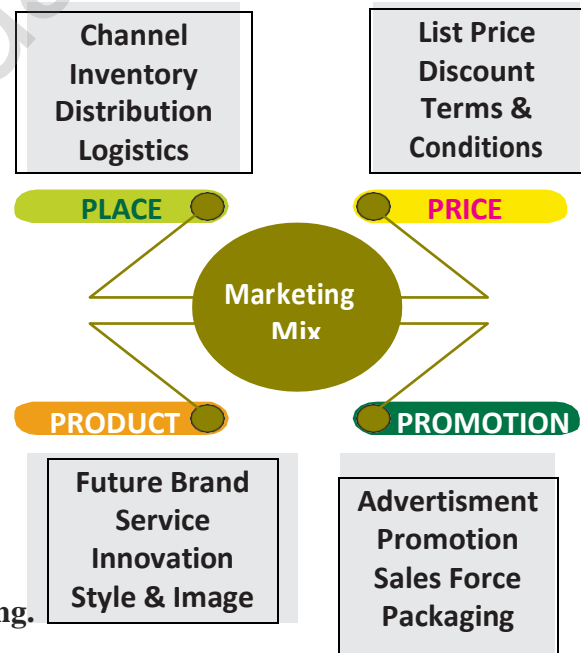 Channel
Inventory
Distribution
Logistics
List Price
Discount
Terms &
Conditions
PLACE
PRICE
Marketing
Mix
PRODUCT
PROMOTION
Future Brand
Service
Innovation
Style & Image
Advertisment
Promotion
Sales Force
Packaging
ng.